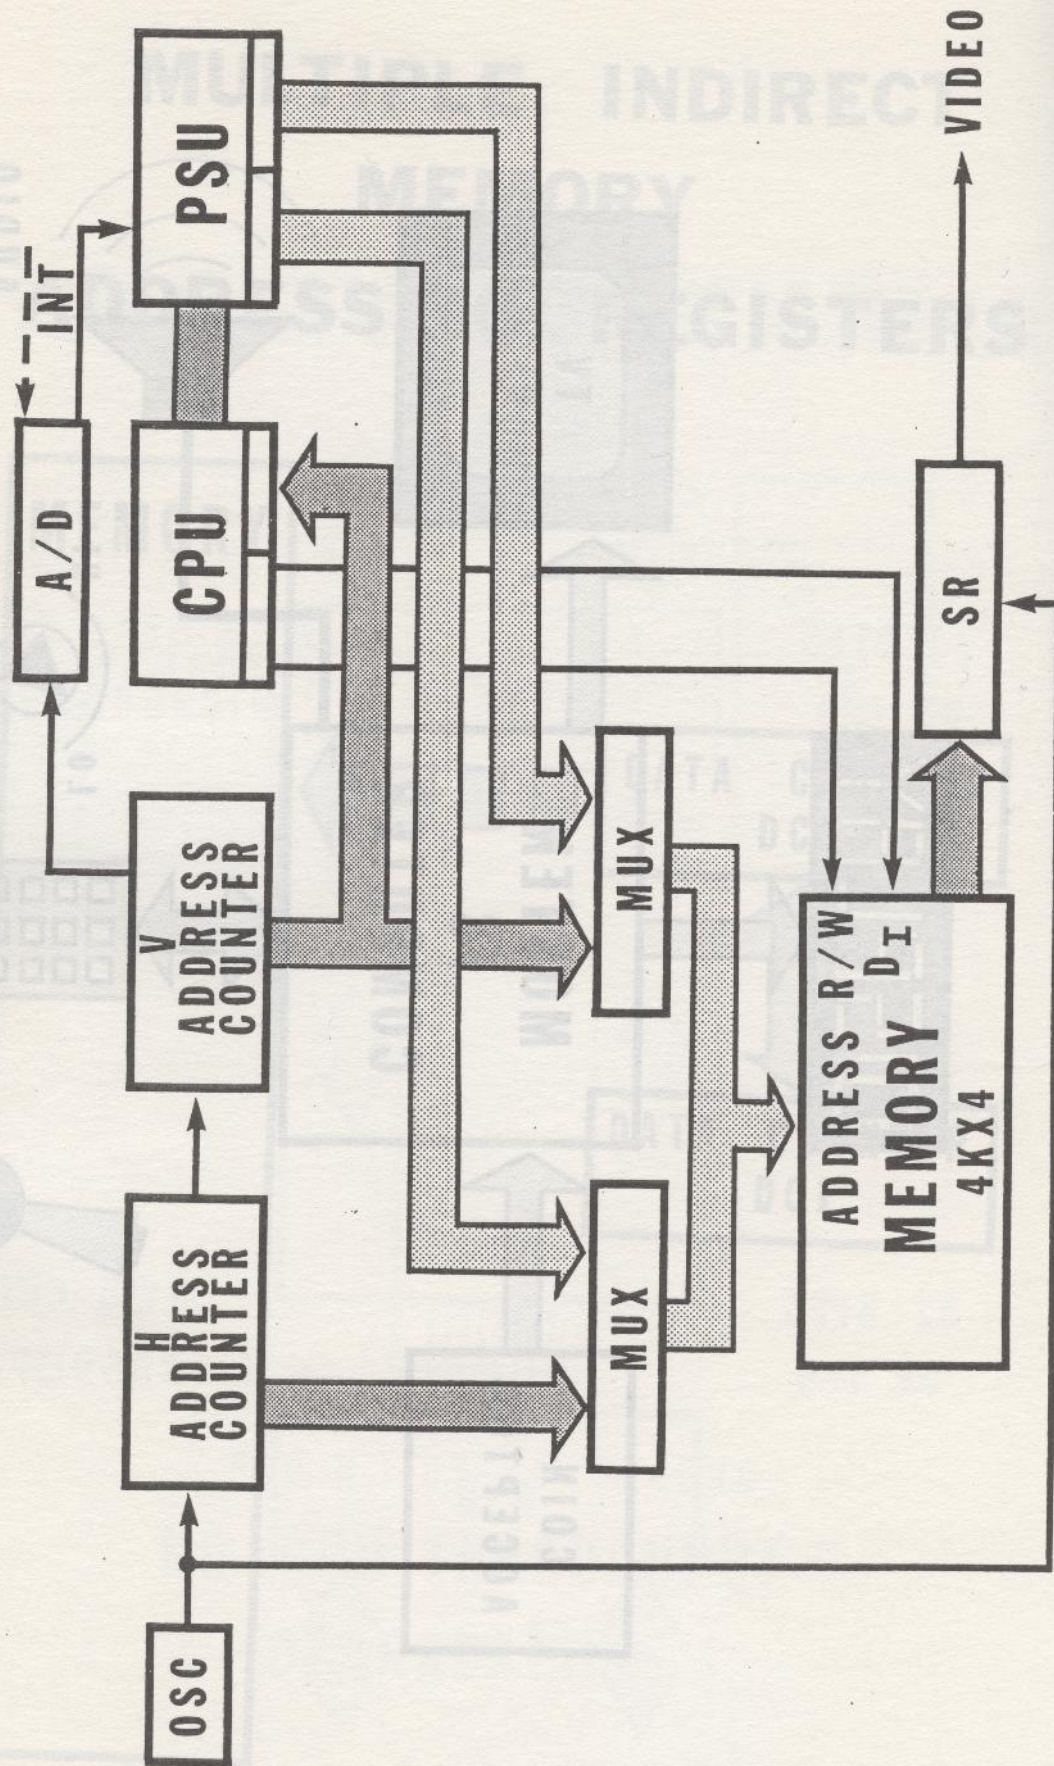 A/D
INT
OSC
H
ADDRESS
COUNTER
V
ADDRESS
COUNTER
CPU
PSU
MUX
MUX
ADDRESS R/W
DI
MEMORY
4KX4
SR
VIDEO